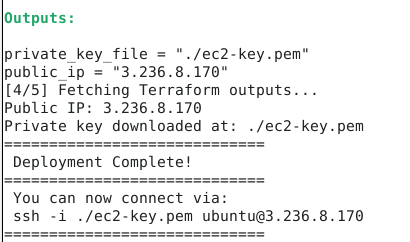 Outputs:
private_key_file = "./ec2-key.pem"
public_ip = "3.236.8.170"
[4/5] Fetching Terraform outputs...
Public IP: 3.236.8.170
Private key downloaded at: ./ec2-key.pem
=============================
Deployment Complete!
=============================
You can now connect via:
ssh -i ./ec2-key.pem ubuntu@3.236.8.170
=============================